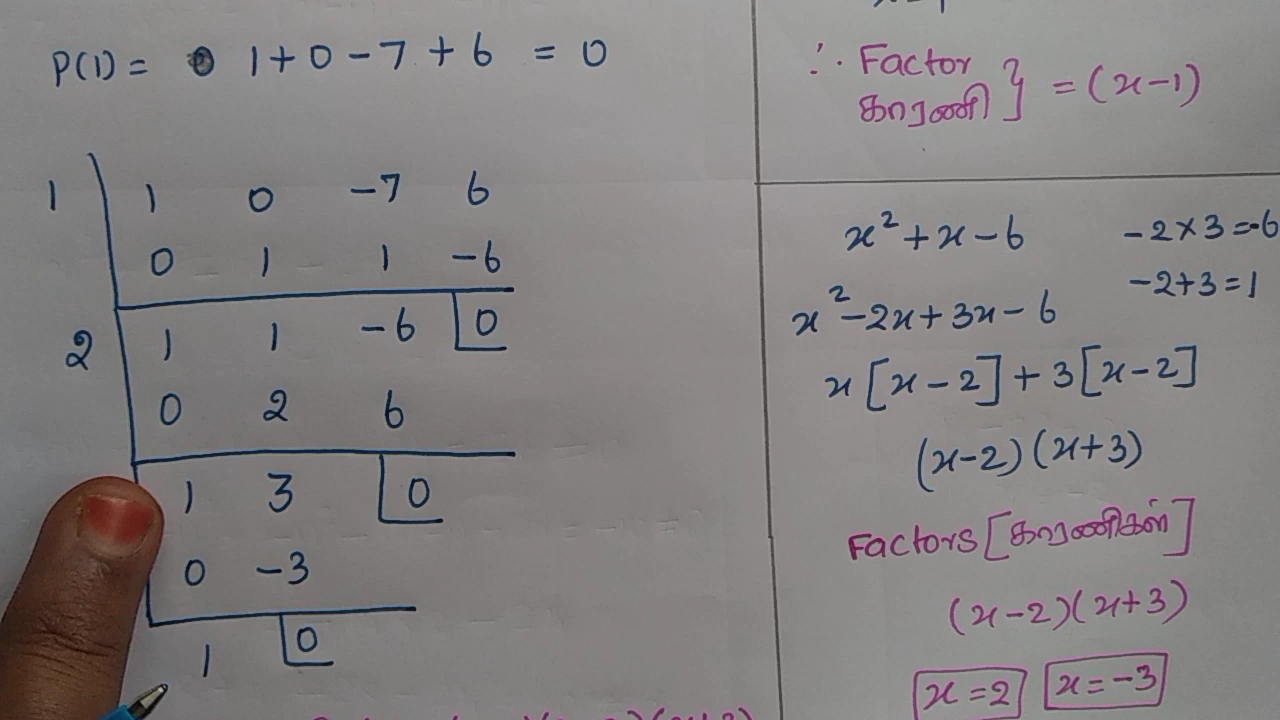 P(1) = 0 1+0-7+6 = 0
1 1 0 -7 6
0 1 1 -6
2 1 1 -6 0
0 2 6
1 3 0
0 -3
1 0
∴ Factor
காரணி } = (x-1)
x²+x-6 -2×3=-6
-2+3=1
x²-2x+3x-6
x[x-2]+3[x-2]
(x-2)(x+3)
Factors [காரணிகள்]
(x-2)(x+3)
x=2 x=-3